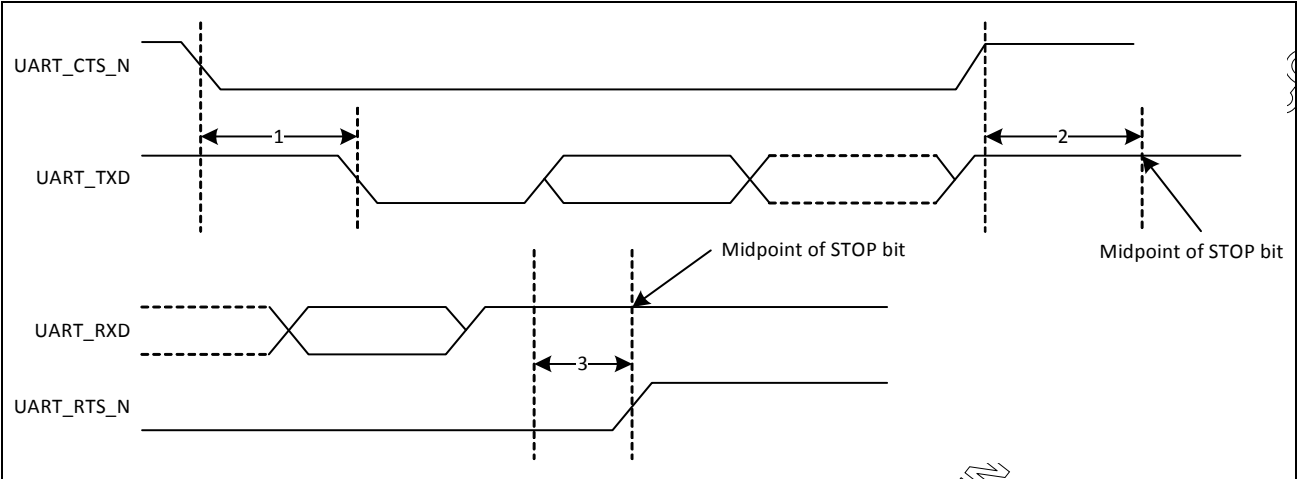 UART_CTS_N
1
2
UART_TXD
Midpoint of STOP bit
Midpoint of STOP bit
UART_RXD
3
UART_RTS_N